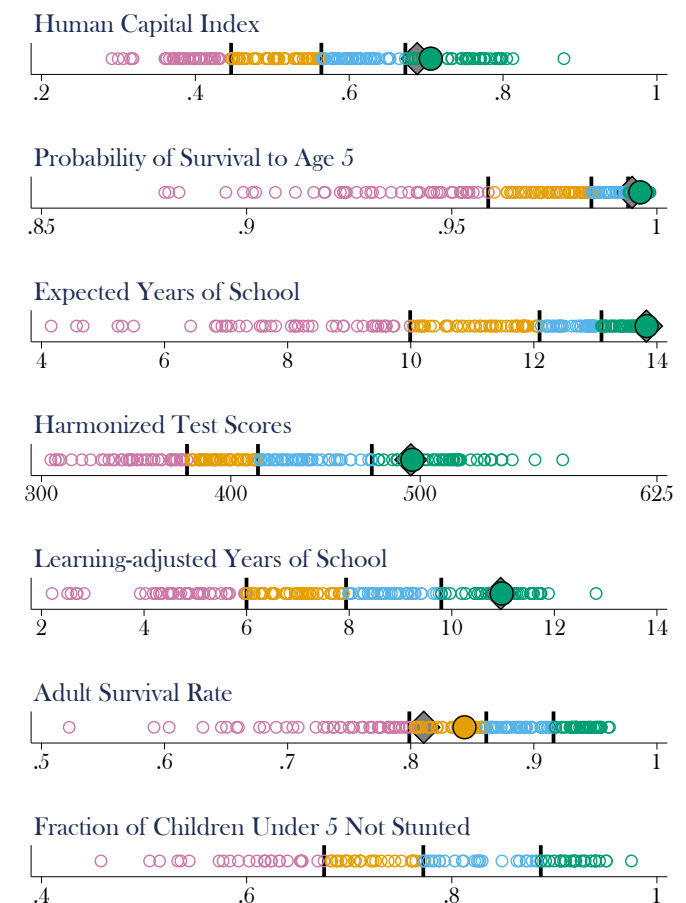 Human Capital Index
.2 .4 .6 .8 1
Probability of Survival to Age 5
.85 .9 .95 1
Expected Years of School
4 6 8 10 12 14
Harmonized Test Scores
300 400 500 625
Learning-adjusted Years of School
2 4 6 8 10 12 14
Adult Survival Rate
.5 .6 .7 .8 .9 1
Fraction of Children Under 5 Not Stunted
.4 .6 .8 1